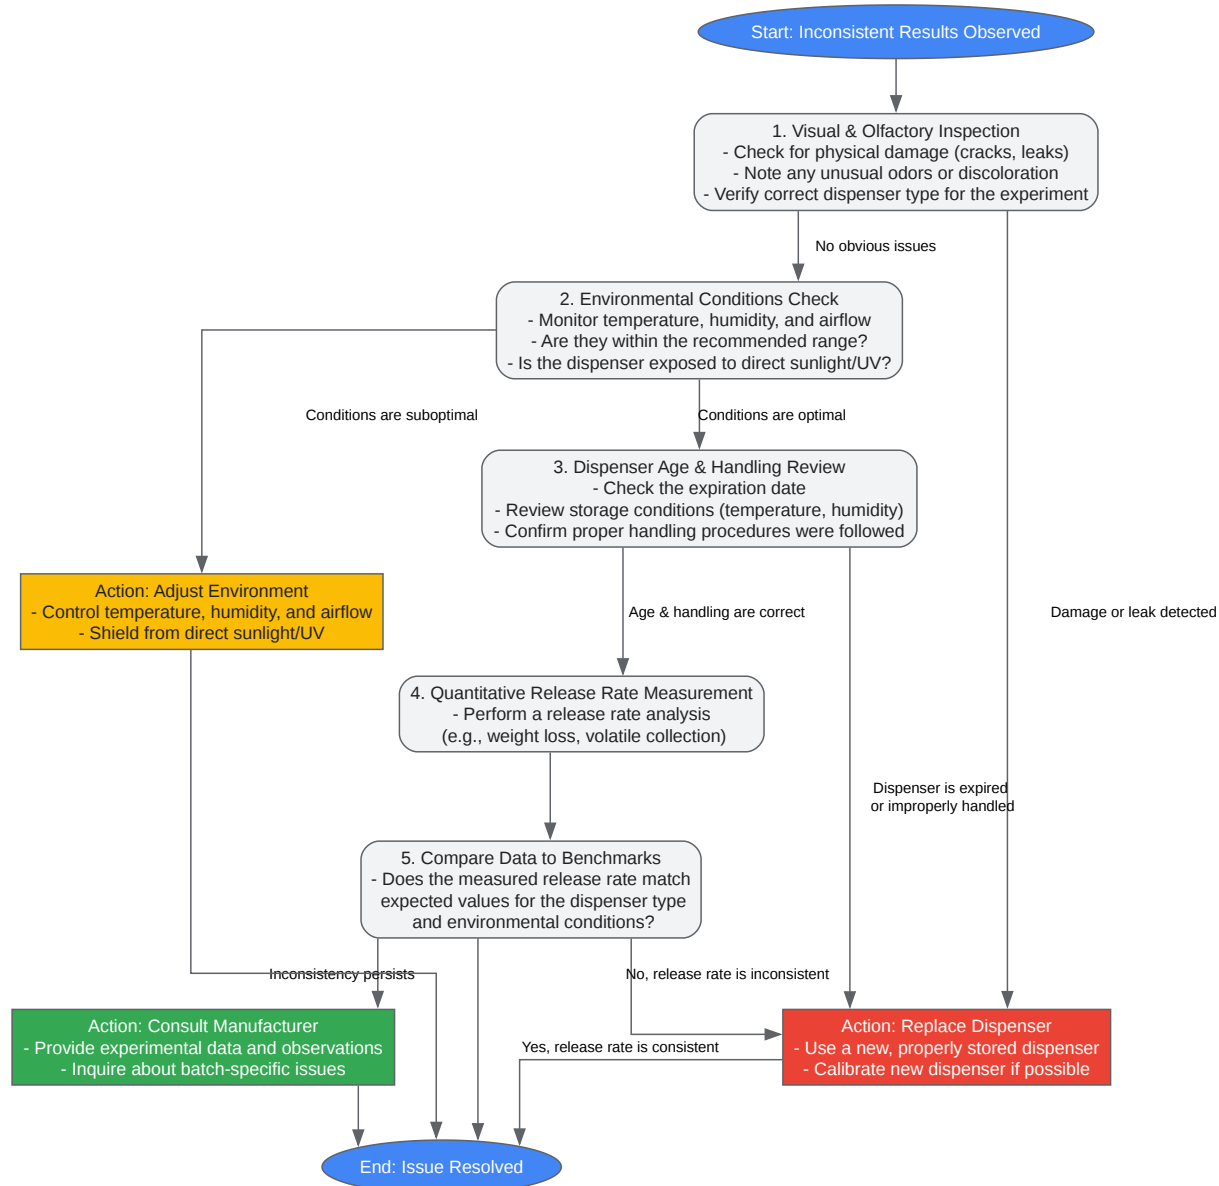 Start: Inconsistent Results Observed
1. Visual & Olfactory Inspection
- Check for physical damage (cracks, leaks)
- Note any unusual odors or discoloration
- Verify correct dispenser type for the experiment
No obvious issues
2. Environmental Conditions Check
- Monitor temperature, humidity, and airflow
- Are they within the recommended range?
- Is the dispenser exposed to direct sunlight/UV?
Conditions are suboptimal
Conditions are optimal
3. Dispenser Age & Handling Review
- Check the expiration date
- Review storage conditions (temperature, humidity)
- Confirm proper handling procedures were followed
Action: Adjust Environment
- Control temperature, humidity, and airflow
- Shield from direct sunlight/UV
Age & handling are correct
Damage or leak detected
4. Quantitative Release Rate Measurement
- Perform a release rate analysis
(e.g., weight loss, volatile collection)
Dispenser is expired
or improperly handled
5. Compare Data to Benchmarks
- Does the measured release rate match
expected values for the dispenser type
and environmental conditions?
Inconsistency persists
No, release rate is inconsistent
Action: Consult Manufacturer
- Provide experimental data and observations
- Inquire about batch-specific issues
Yes, release rate is consistent
Action: Replace Dispenser
- Use a new, properly stored dispenser
- Calibrate new dispenser if possible
End: Issue Resolved